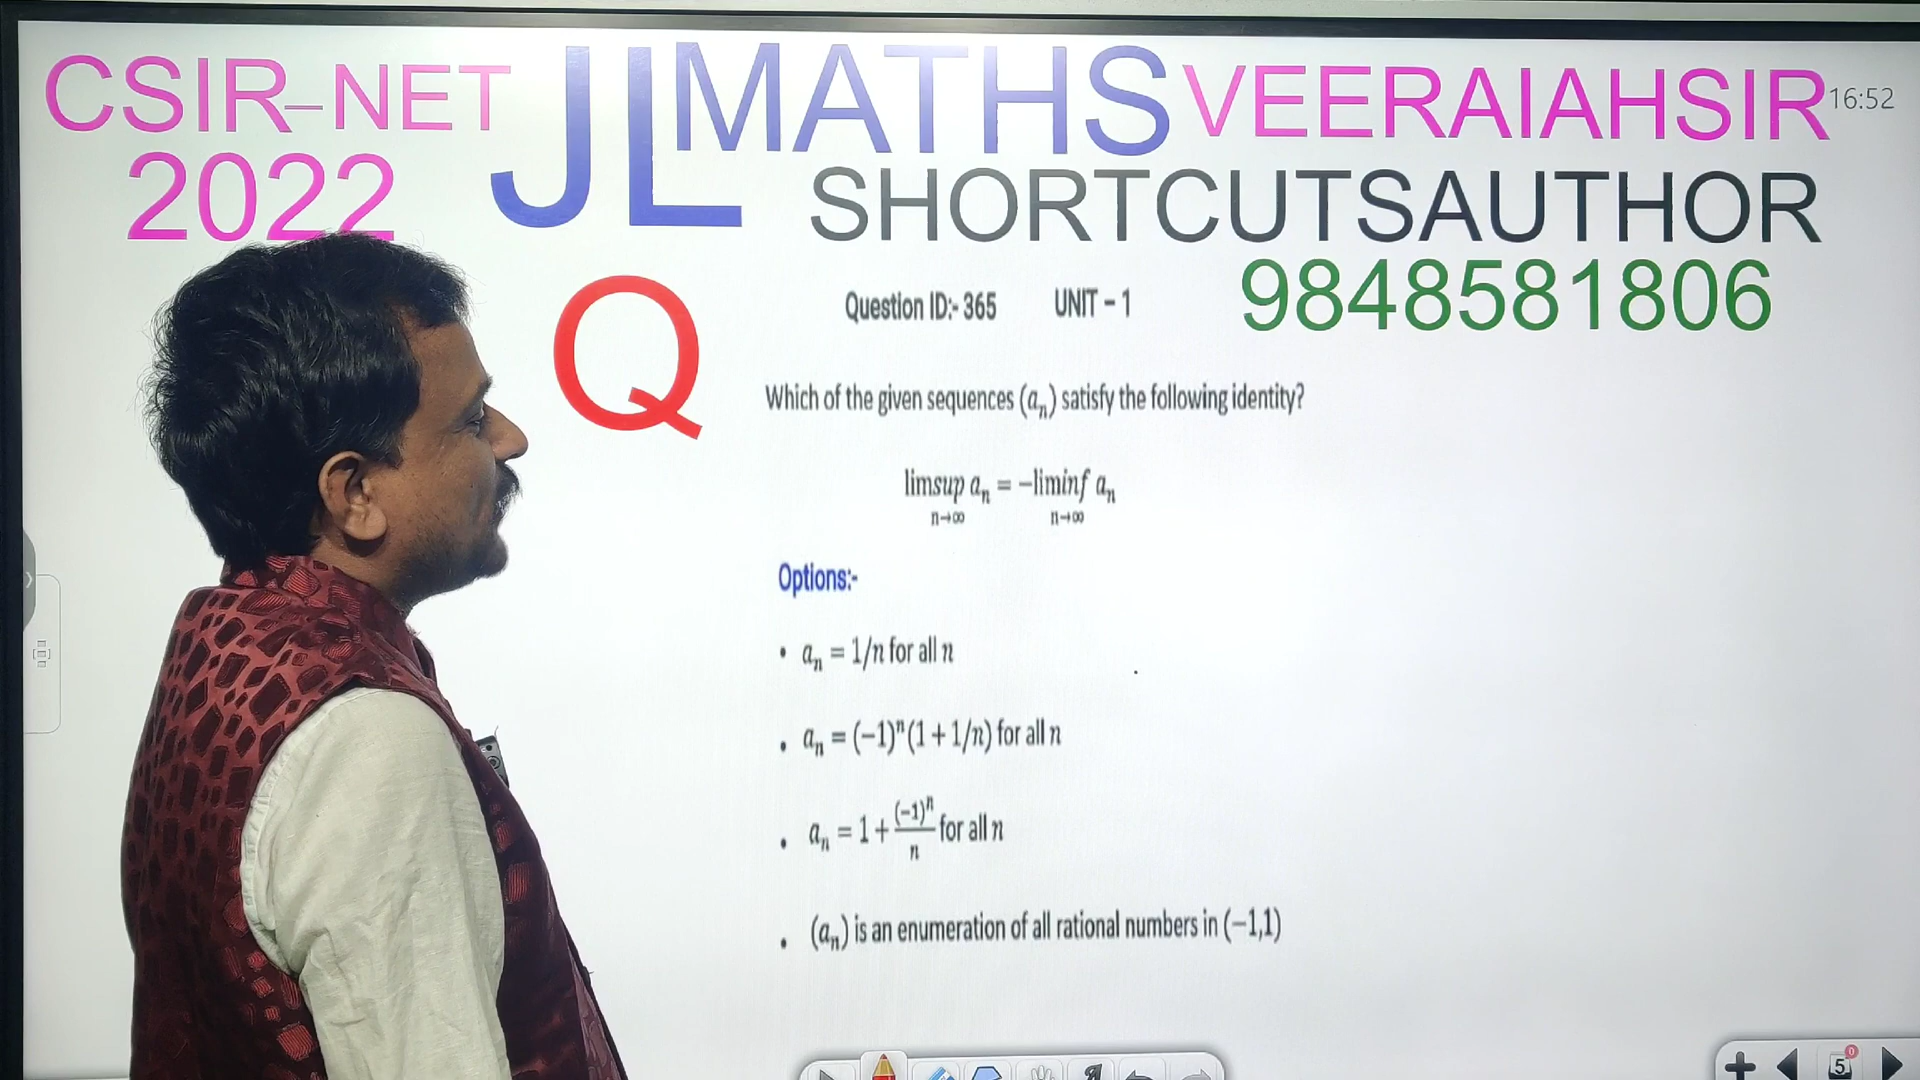 CSIR-NET JL MATHS VEERAIAHSIR 16:52
2022 SHORTCUTSAUTHOR
9848581806
Q
Question ID:- 365 UNIT – 1
Which of the given sequences (aₙ) satisfy the following identity?
limsup aₙ = −liminf aₙ
n→∞ n→∞
Options:-
• aₙ = 1/n for all n
• aₙ = (−1)ⁿ(1 + 1/n) for all n
• aₙ = 1 + (−1)ⁿ/n for all n
• (aₙ) is an enumeration of all rational numbers in (−1,1)
5 0